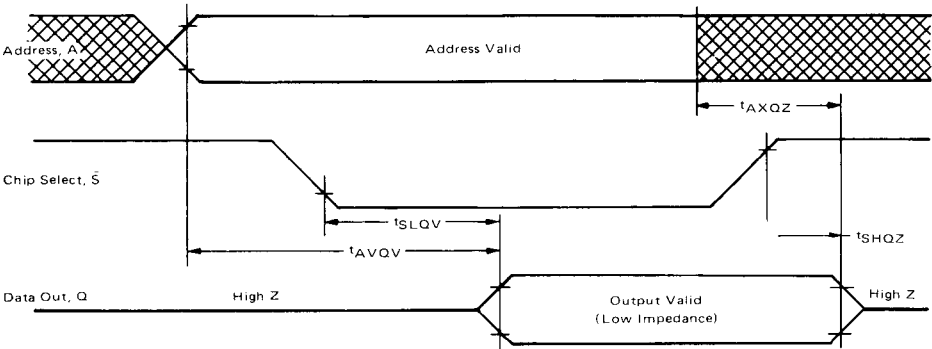 Address, A
Address Valid
tAXQZ
Chip Select, S̄
tSLQV
tSHQZ
tAVQV
Data Out, Q
High Z
Output Valid
(Low Impedance)
High Z